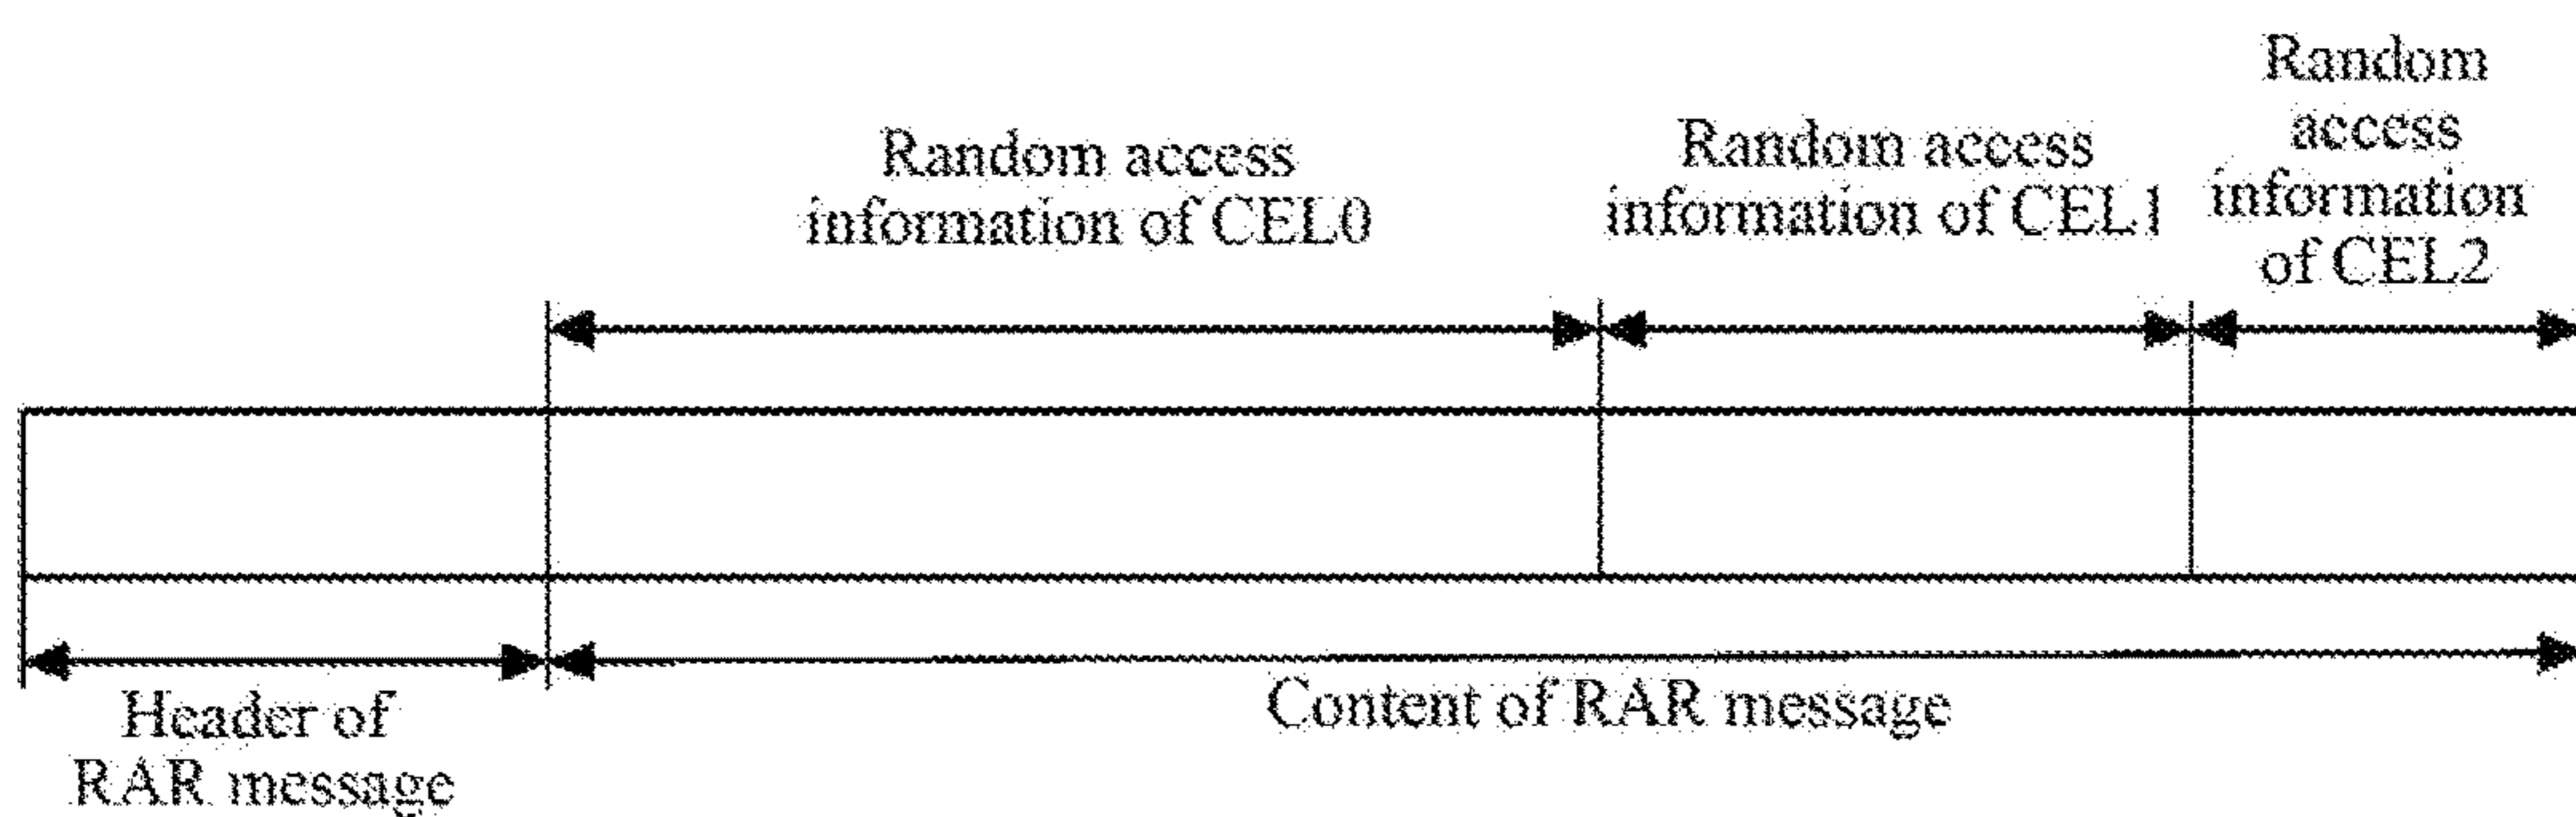 Random access
information of CEL0
Random access
information of CEL1
Random
access
information
of CEL2
Header of
RAR message
Content of RAR message